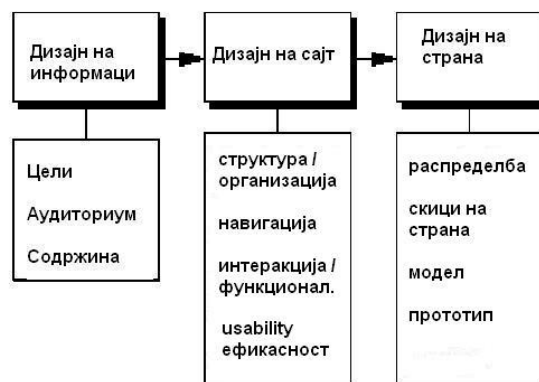 Дизајн на
информаци
Дизајн на сајт
Дизајн на
страна
Цели
Аудиториум
Содржина
структура /
организација
навигација
интеракција /
функционал.
usability
ефикасност
распределба
скици на
страна
модел
прототип